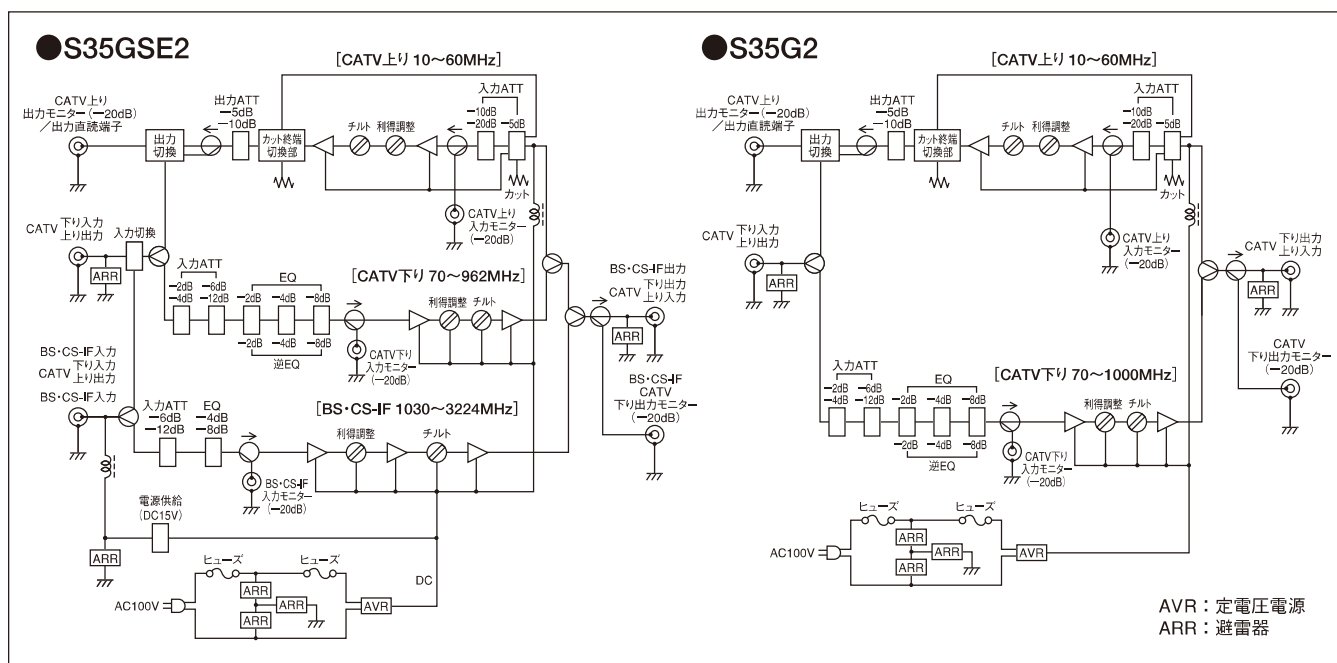 ●S35GSE2
[CATV上り 10～60MHz]
CATV上り
出力モニター(−20dB)
／出力直読端子
出力
切換
出力ATT
−5dB
−10dB
カット終端
切換部
チルト
利得調整
入力ATT
−10dB
−20dB
−5dB
カット
CATV上り
入力モニター
(−20dB)
CATV
下り入力
上り出力
入力切換
ARR
[CATV下り 70～962MHz]
入力ATT
−2dB
−4dB
−6dB
−12dB
EQ
−2dB
−4dB
−8dB
−2dB
−4dB
−8dB
逆EQ
利得調整
チルト
CATV下り
入力モニター
(−20dB)
BS・CS-IF出力
CATV
下り出力
上り入力
ARR
BS・CS-IF
CATV
下り出力モニター
(−20dB)
BS・CS-IF入力
CATV
下り入力
上り出力
BS・CS-IF入力
[BS・CS-IF 1030～3224MHz]
入力ATT
−6dB
−12dB
EQ
−4dB
−8dB
利得調整
チルト
BS・CS-IF
入力モニター
(−20dB)
電源供給
(DC15V)
ARR
ヒューズ
ヒューズ
AC100V
ARR
ARR
ARR
AVR
DC
●S35G2
[CATV上り 10～60MHz]
CATV上り
出力モニター(−20dB)
／出力直読端子
出力
切換
出力ATT
−5dB
−10dB
カット終端
切換部
チルト
利得調整
入力ATT
−10dB
−20dB
−5dB
カット
CATV上り
入力モニター
(−20dB)
CATV
下り入力
上り出力
ARR
CATV
下り出力
上り入力
ARR
CATV
下り出力モニター
(−20dB)
[CATV下り 70～1000MHz]
入力ATT
−2dB
−4dB
−6dB
−12dB
EQ
−2dB
−4dB
−8dB
−2dB
−4dB
−8dB
逆EQ
利得調整
チルト
CATV下り
入力モニター
(−20dB)
ヒューズ
ヒューズ
AC100V
ARR
ARR
ARR
AVR
AVR：定電圧電源
ARR：避雷器